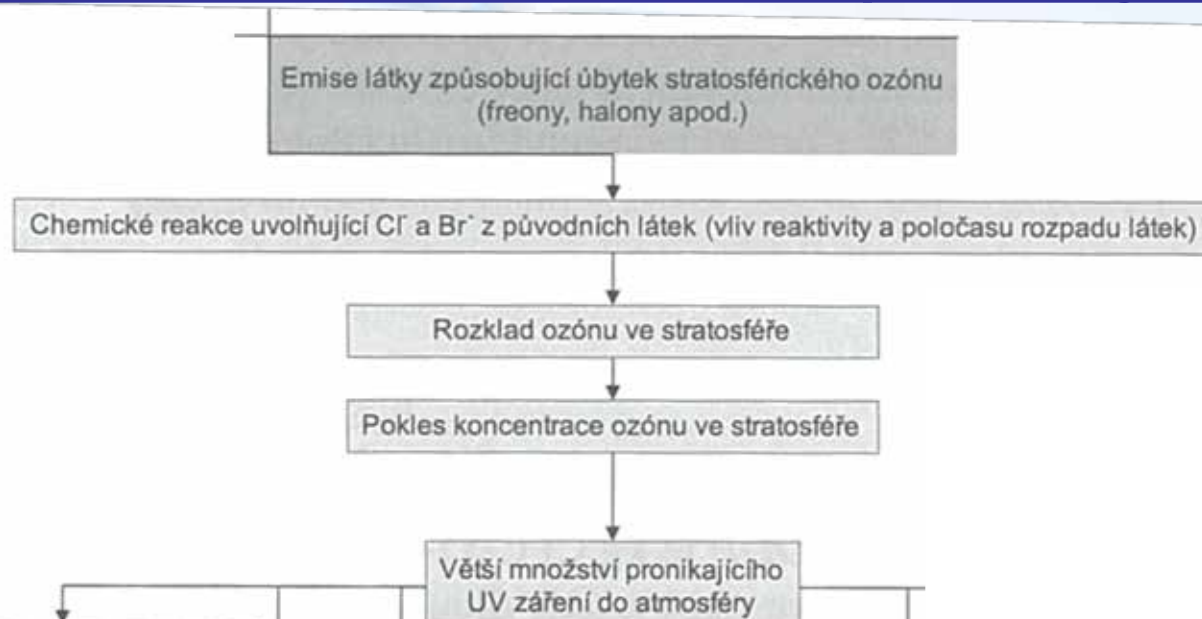 Emise látky způsobující úbytek stratosférického ozónu
(freony, halony apod.)
Chemické reakce uvolňující Cl˙ a Br˙ z původních látek (vliv reaktivity a poločasu rozpadu látek)
Rozklad ozónu ve stratosféře
Pokles koncentrace ozónu ve stratosféře
Větší množství pronikajícího
UV záření do atmosféry